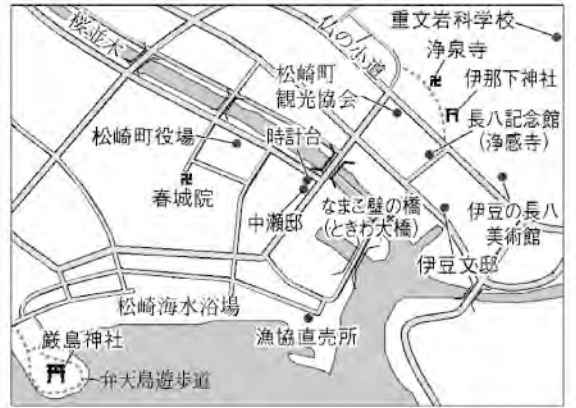 重文岩科学校
桜並木
仏の小道
浄泉寺
松崎町
観光協会
伊那下神社
長八記念館
(浄感寺)
松崎町役場
時計台
春城院
中瀬邸
なまこ壁の橋
(ときわ大橋)
伊豆の長八
美術館
伊豆文邸
松崎海水浴場
漁協直売所
厳島神社
弁天島遊歩道